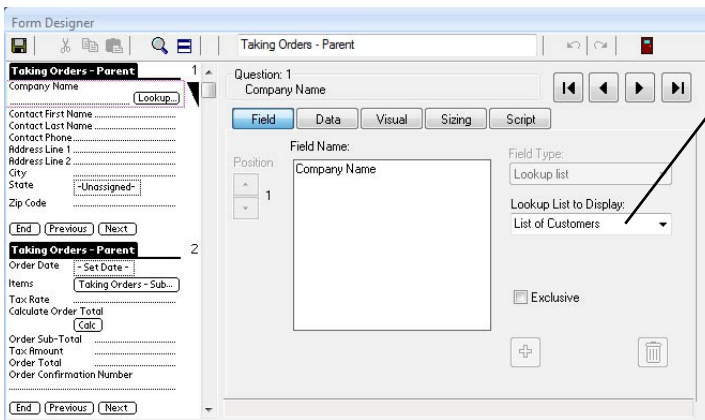 Form Designer
Taking Orders - Parent
Taking Orders - Parent 1
Company Name
Lookup...
Contact First Name
Contact Last Name
Contact Phone
Address Line 1
Address Line 2
City
State -Unassigned-
Zip Code
End Previous Next
Taking Orders - Parent 2
Order Date - Set Date -
Items Taking Orders - Sub...
Tax Rate
Calculate Order Total
Calc
Order Sub-Total
Tax Amount
Order Total
Order Confirmation Number
End Previous Next
Question: 1
Company Name
Field Data Visual Sizing Script
Position
1
Field Name:
Company Name
Field Type:
Lookup list
Lookup List to Display:
List of Customers
Exclusive